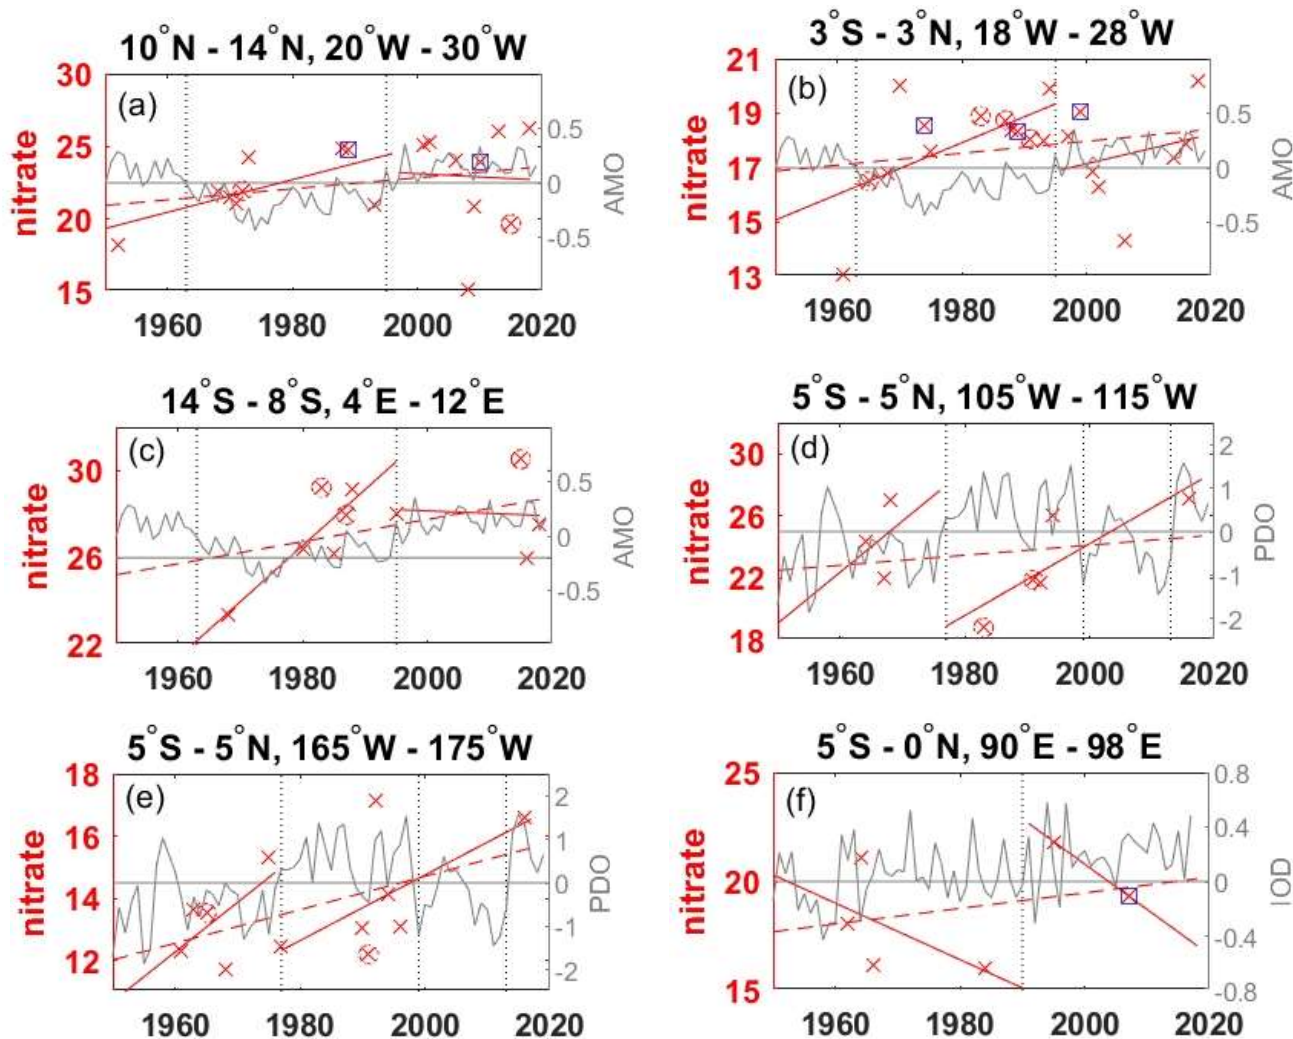 10°N - 14°N, 20°W - 30°W
(a)
nitrate
30
25
20
15
0.5
0
-0.5
AMO
1960 1980 2000 2020
3°S - 3°N, 18°W - 28°W
(b)
nitrate
21
19
17
15
13
0.5
0
-0.5
AMO
1960 1980 2000 2020
14°S - 8°S, 4°E - 12°E
(c)
nitrate
30
26
22
0.5
0
-0.5
AMO
1960 1980 2000 2020
5°S - 5°N, 105°W - 115°W
(d)
nitrate
30
26
22
18
2
1
0
-1
-2
PDO
1960 1980 2000 2020
5°S - 5°N, 165°W - 175°W
(e)
nitrate
18
16
14
12
2
1
0
-1
-2
PDO
1960 1980 2000 2020
5°S - 0°N, 90°E - 98°E
(f)
nitrate
25
20
15
0.8
0.4
0
-0.4
-0.8
IOD
1960 1980 2000 2020